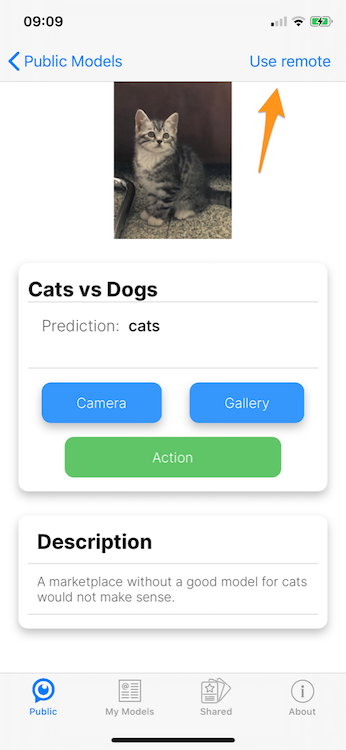 09:09
Public Models
Use remote
Cats vs Dogs
Prediction: cats
Camera
Gallery
Action
Description
A marketplace without a good model for cats
would not make sense.
Public
My Models
Shared
About